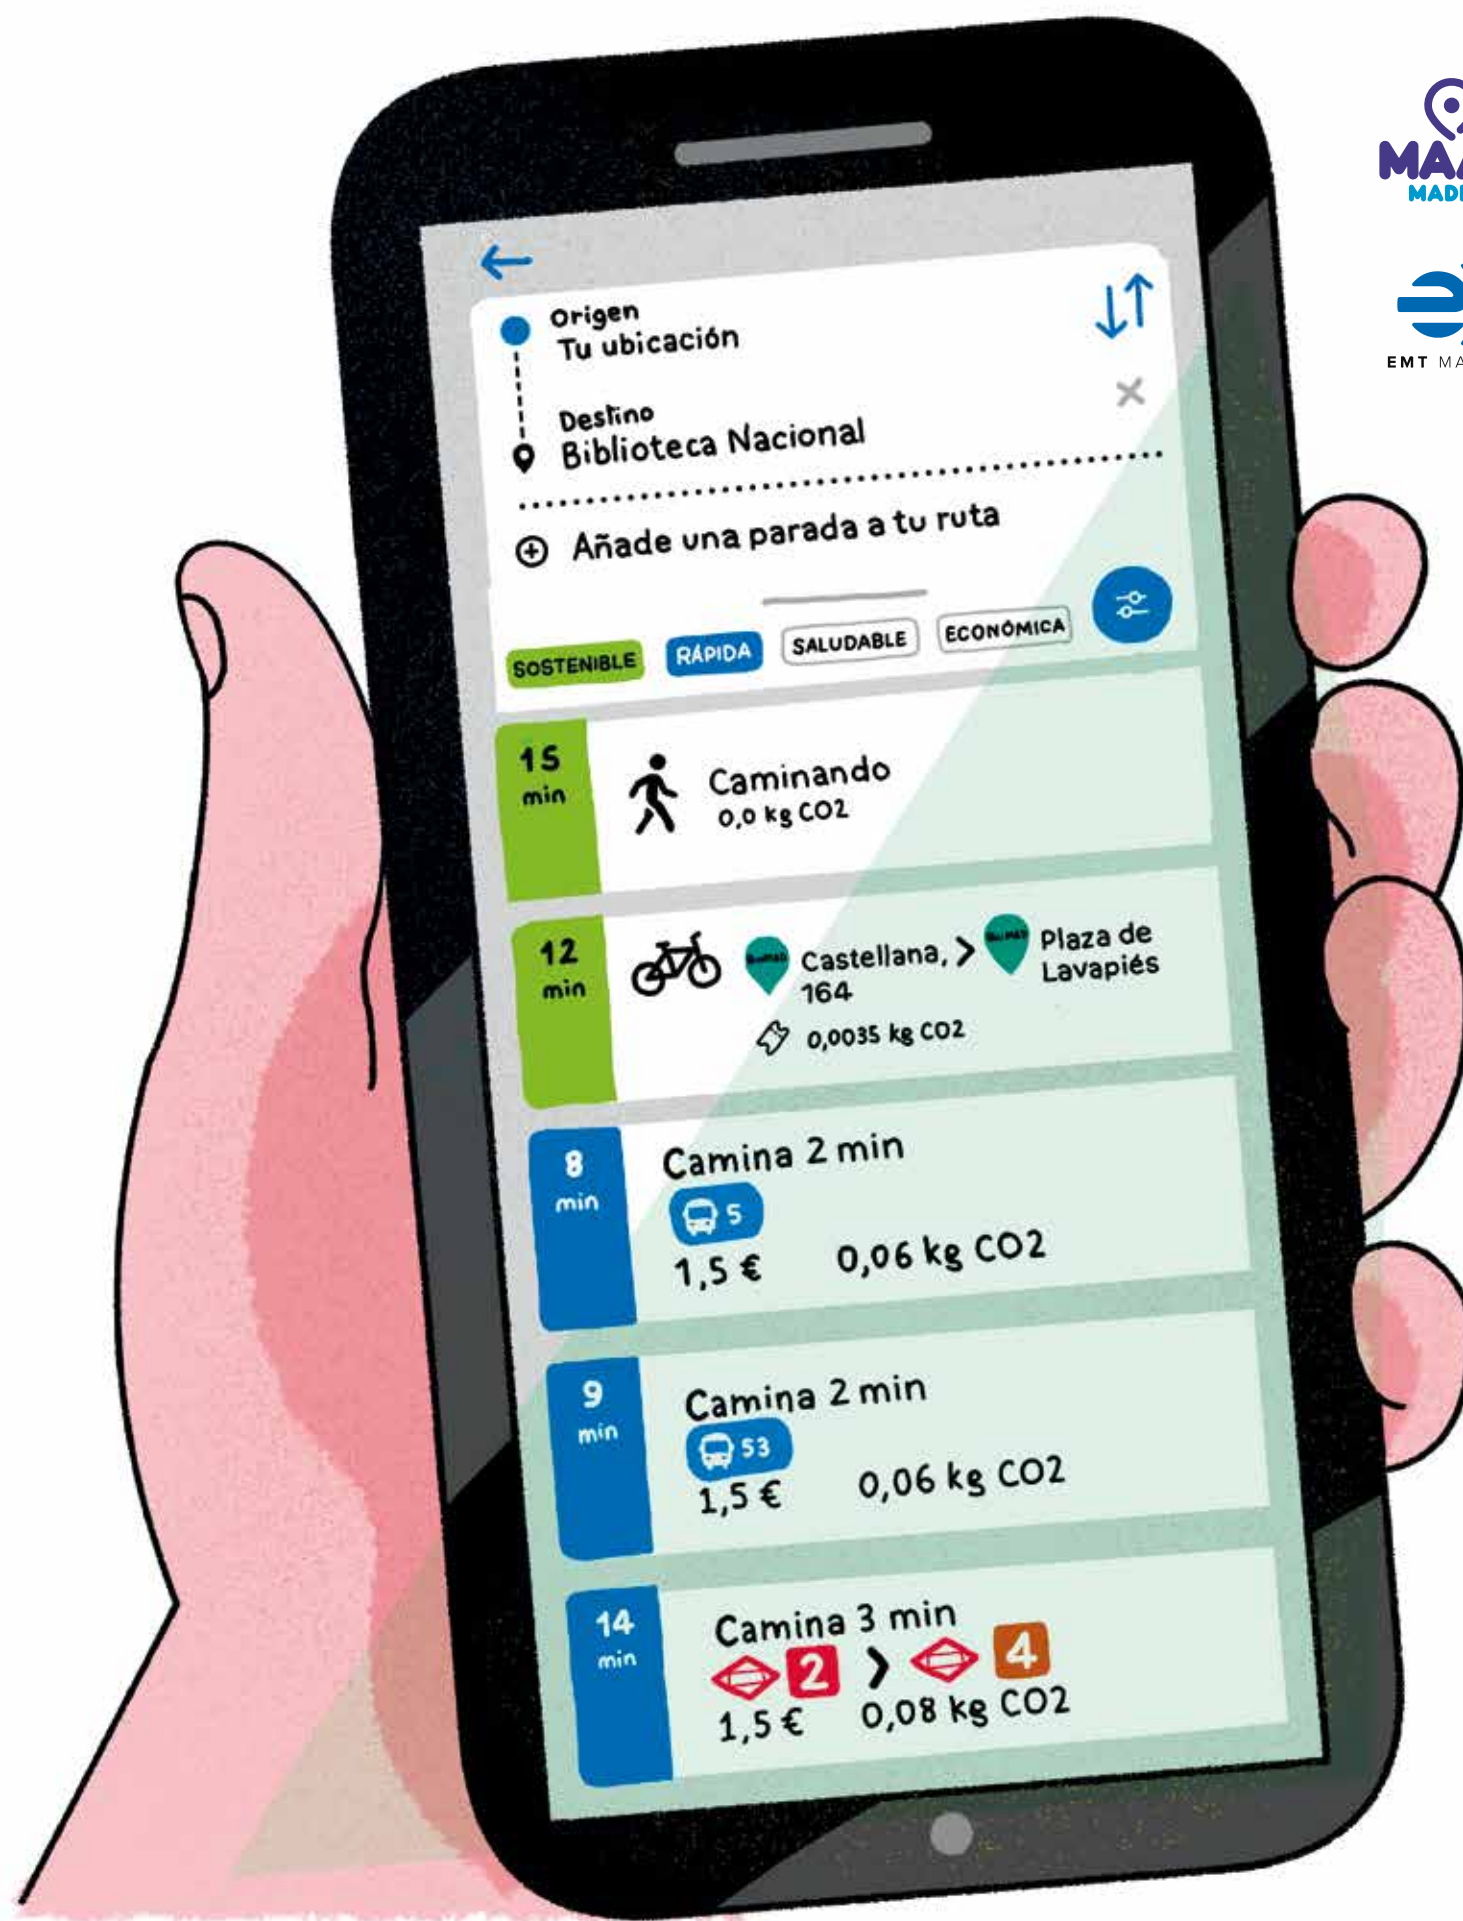 Origen
Tu ubicación
Destino
Biblioteca Nacional
Añade una parada a tu ruta
SOSTENIBLE RÁPIDA SALUDABLE ECONÓMICA
15
min
Caminando
0,0 kg CO2
12
min
Castellana, >
164
Plaza de
Lavapiés
0,0035 kg CO2
8
min
Camina 2 min
5
1,5 € 0,06 kg CO2
9
min
Camina 2 min
53
1,5 € 0,06 kg CO2
14
min
Camina 3 min
2 > 4
1,5 € 0,08 kg CO2
EMT